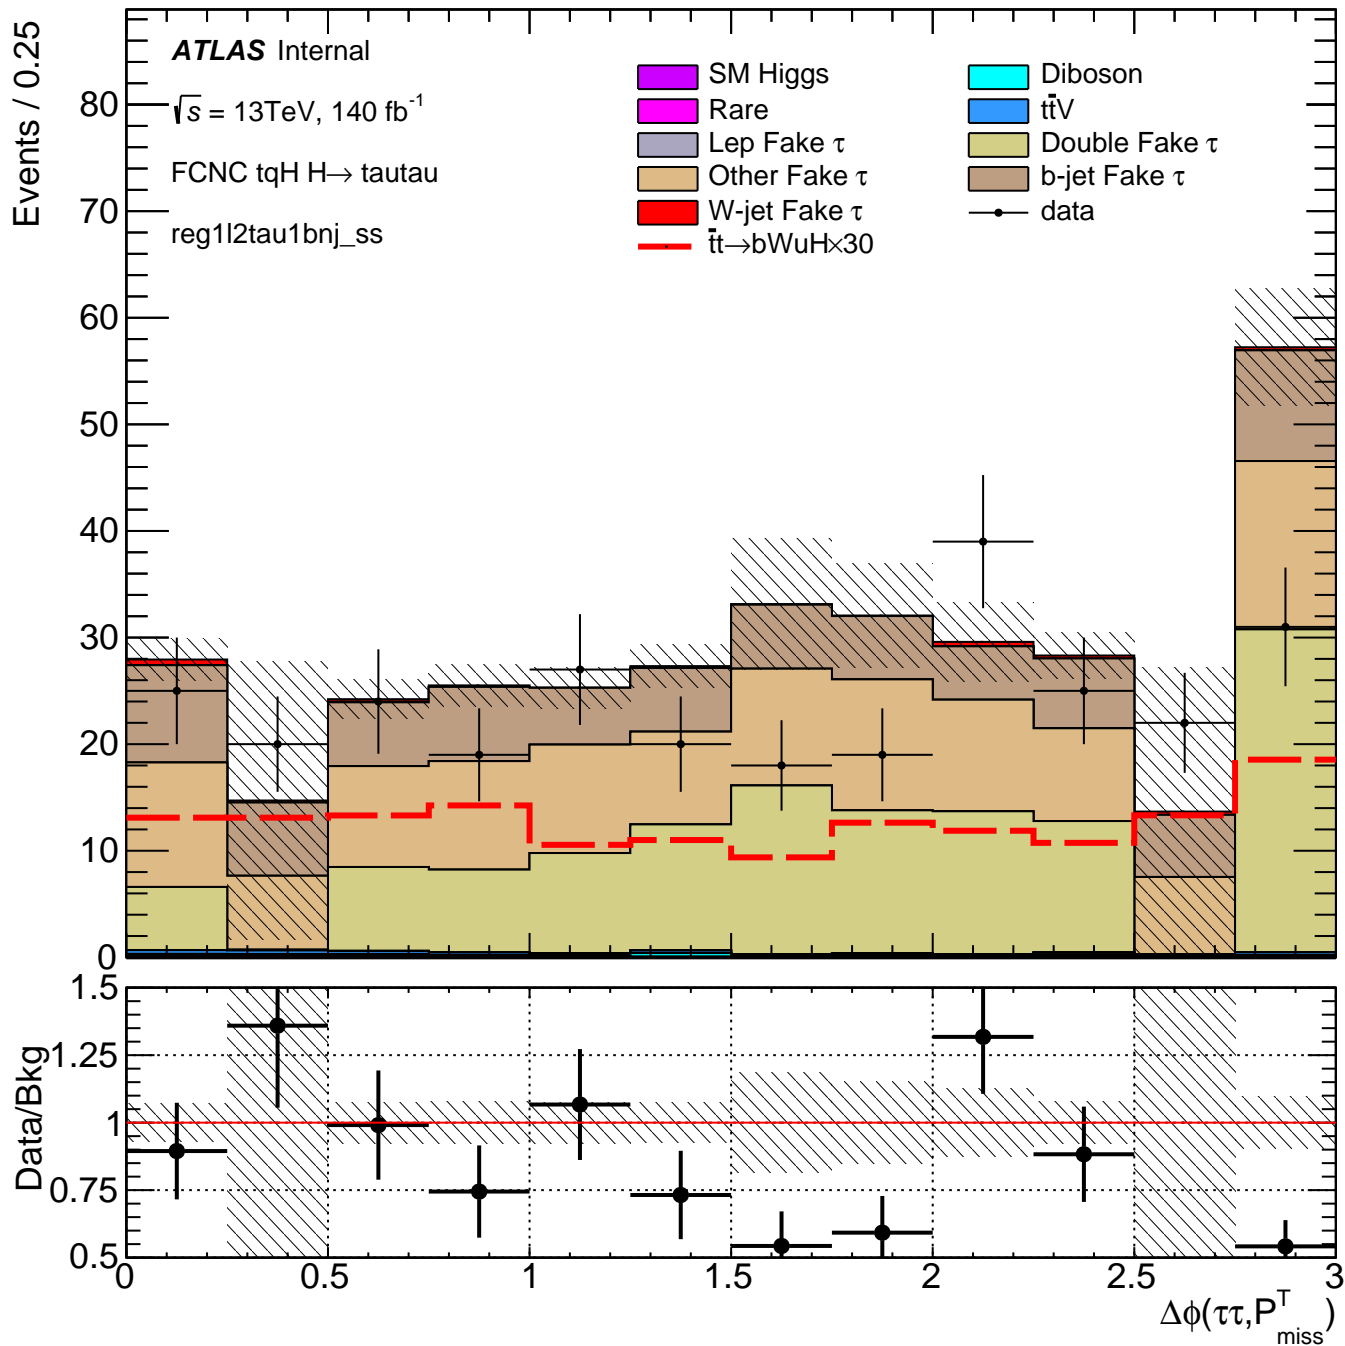 Events / 0.25
ATLAS Internal
√s = 13TeV, 140 fb⁻¹
FCNC tqH H→ tautau
reg1l2tau1bnj_ss
SM Higgs
Diboson
Rare
tt̄V
Lep Fake τ
Double Fake τ
Other Fake τ
b-jet Fake τ
W-jet Fake τ
data
t̄t→bWuH×30
80
70
60
50
40
30
20
10
0
Data/Bkg
1.5
1.25
1
0.75
0.5
0 0.5 1 1.5 2 2.5 3
Δϕ(ττ,P^T_miss)